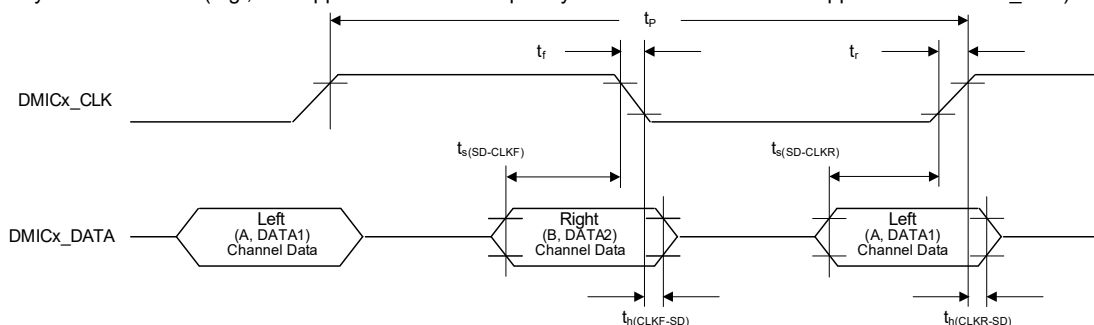 tP
tf
tr
DMICx_CLK
ts(SD-CLKF)
ts(SD-CLKR)
DMICx_DATA
Left
(A, DATA1)
Channel Data
Right
(B, DATA2)
Channel Data
Left
(A, DATA1)
Channel Data
th(CLKF-SD)
th(CLKR-SD)